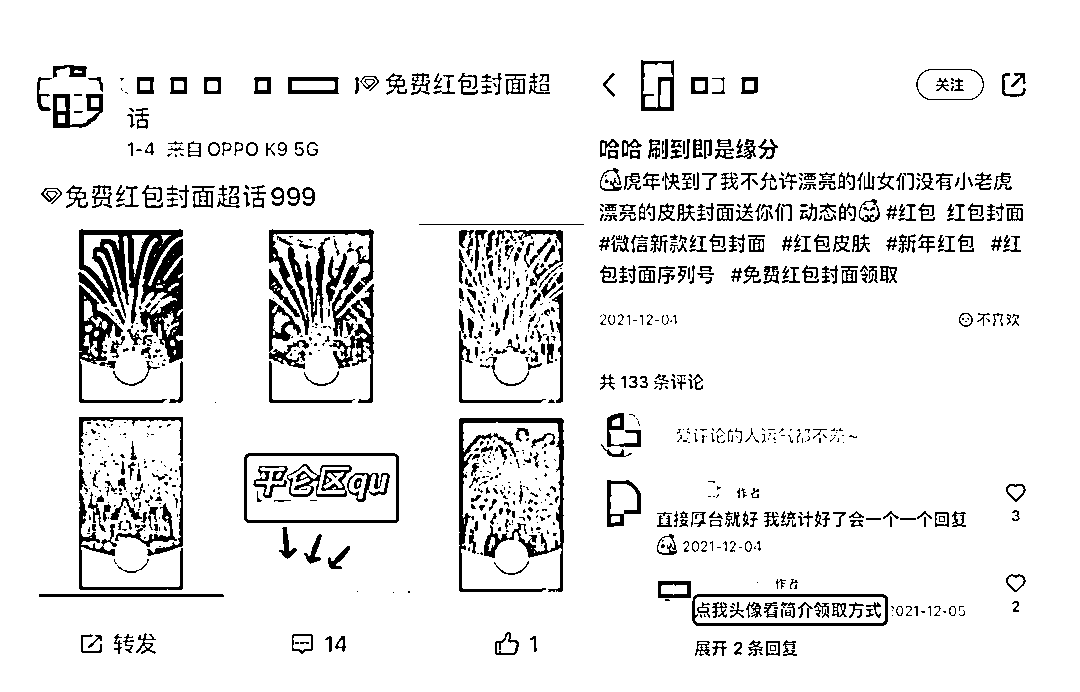 免费红包封面超
话
1-4 来自 OPPO K9 5G
免费红包封面超话999
平仑区qu
转发
14
1
关注
哈哈 刷到即是缘分
虎年快到了我不允许漂亮的仙女们没有小老虎
漂亮的皮肤封面送你们 动态的 #红包 红包封面
#微信新款红包封面 #红包皮肤 #新年红包 #红
包封面序列号 #免费红包封面领取
2021-12-04
不喜欢
共 133 条评论
爱评论的人运气都不差~
作者
直接厚台就好 我统计好了会一个一个回复
3
2021-12-04
作者
点我头像看简介领取方式 2021-12-05
2
展开 2 条回复